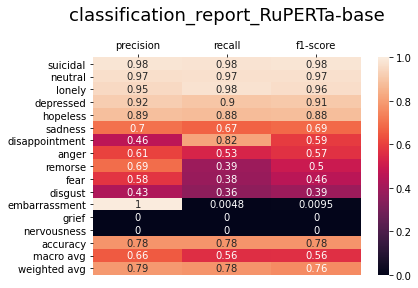 classification_report_RuPERTa-base
precision recall f1-score
suicidal 0.98 0.98 0.98 1.0
neutral 0.97 0.97 0.97
lonely 0.95 0.98 0.96
depressed 0.92 0.9 0.91
hopeless 0.89 0.88 0.88 0.8
sadness 0.7 0.67 0.69
disappointment 0.46 0.82 0.59
anger 0.61 0.53 0.57 0.6
remorse 0.69 0.39 0.5
fear 0.58 0.38 0.46
disgust 0.43 0.36 0.39 0.4
embarrassment 1 0.0048 0.0095
grief 0 0 0
nervousness 0 0 0 0.2
accuracy 0.78 0.78 0.78
macro avg 0.66 0.56 0.56
weighted avg 0.79 0.78 0.76 0.0